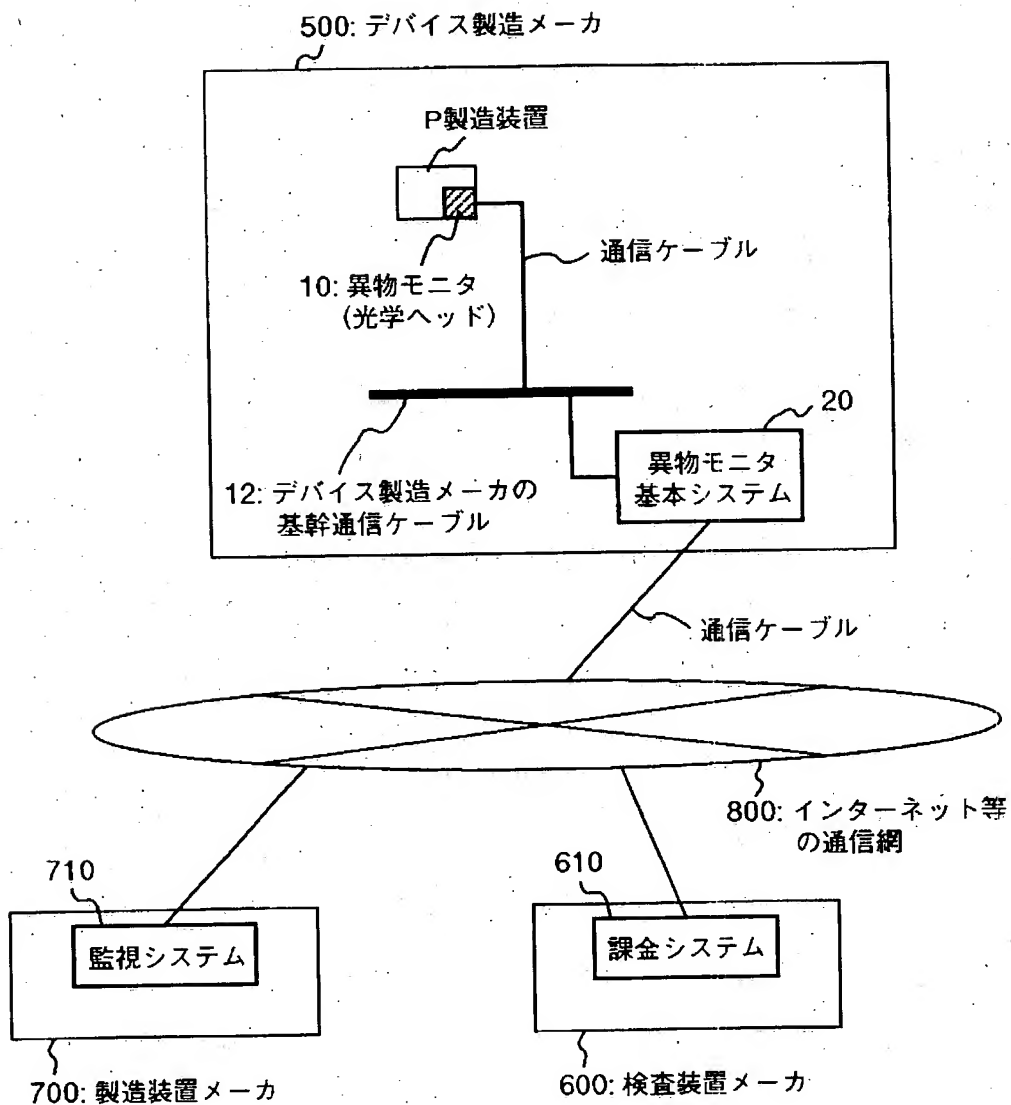 500: デバイス製造メーカ
P製造装置
通信ケーブル
10: 異物モニタ
(光学ヘッド)
20
異物モニタ
基本システム
12: デバイス製造メーカの
基幹通信ケーブル
通信ケーブル
800: インターネット等
の通信網
710
監視システム
610
課金システム
700: 製造装置メーカ
600: 検査装置メーカ